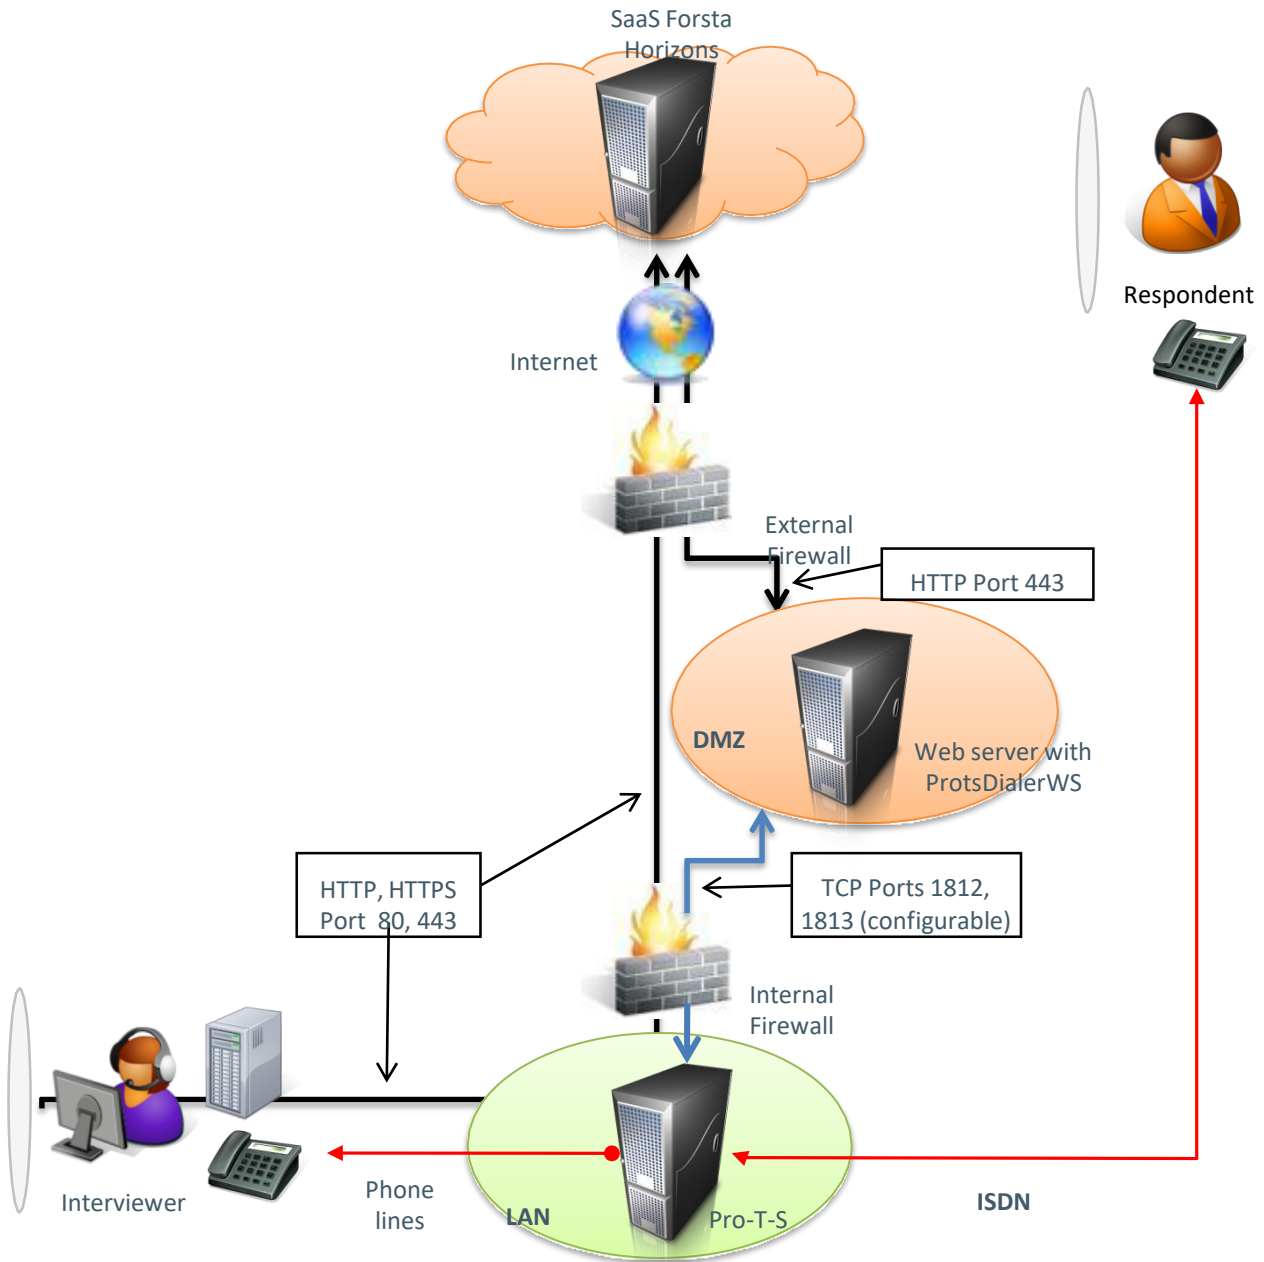 SaaS Forsta
Horizons
Respondent
Internet
External
Firewall
HTTP Port 443
DMZ
Web server with
ProtsDialerWS
HTTP, HTTPS
Port 80, 443
TCP Ports 1812,
1813 (configurable)
Internal
Firewall
Interviewer
Phone
lines
LAN
Pro-T-S
ISDN